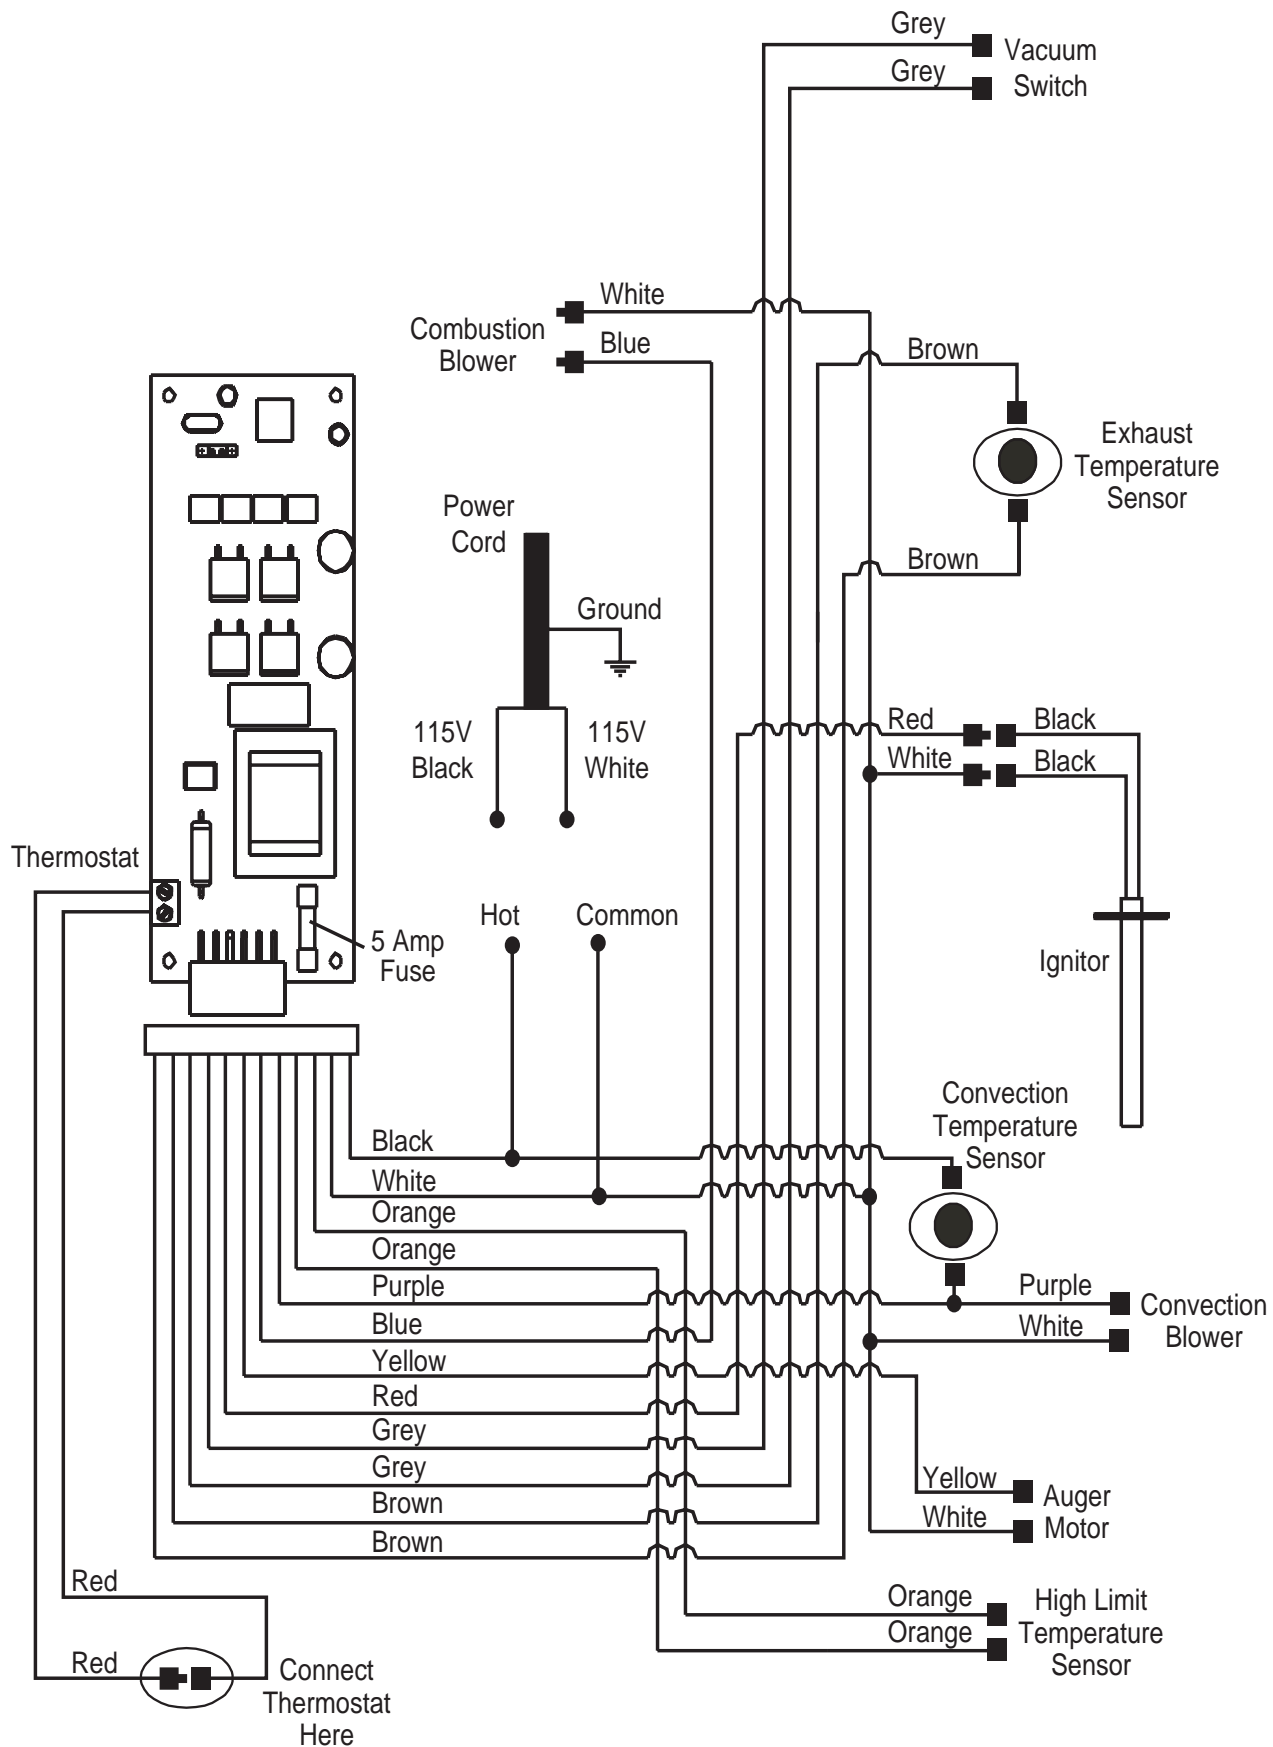 Grey
Vacuum
Grey
Switch
White
Combustion
Blower
Blue
Brown
Exhaust
Temperature
Sensor
Power
Cord
Brown
Ground
115V
Black
115V
White
Red
Black
White
Black
Thermostat
Hot
Common
5 Amp
Fuse
Ignitor
Convection
Temperature
Sensor
Black
White
Orange
Orange
Purple
Purple
Convection
Blower
White
Blue
Yellow
Red
Grey
Grey
Yellow
Auger
Motor
White
Brown
Brown
Red
Orange
High Limit
Temperature
Sensor
Orange
Red
Connect
Thermostat
Here